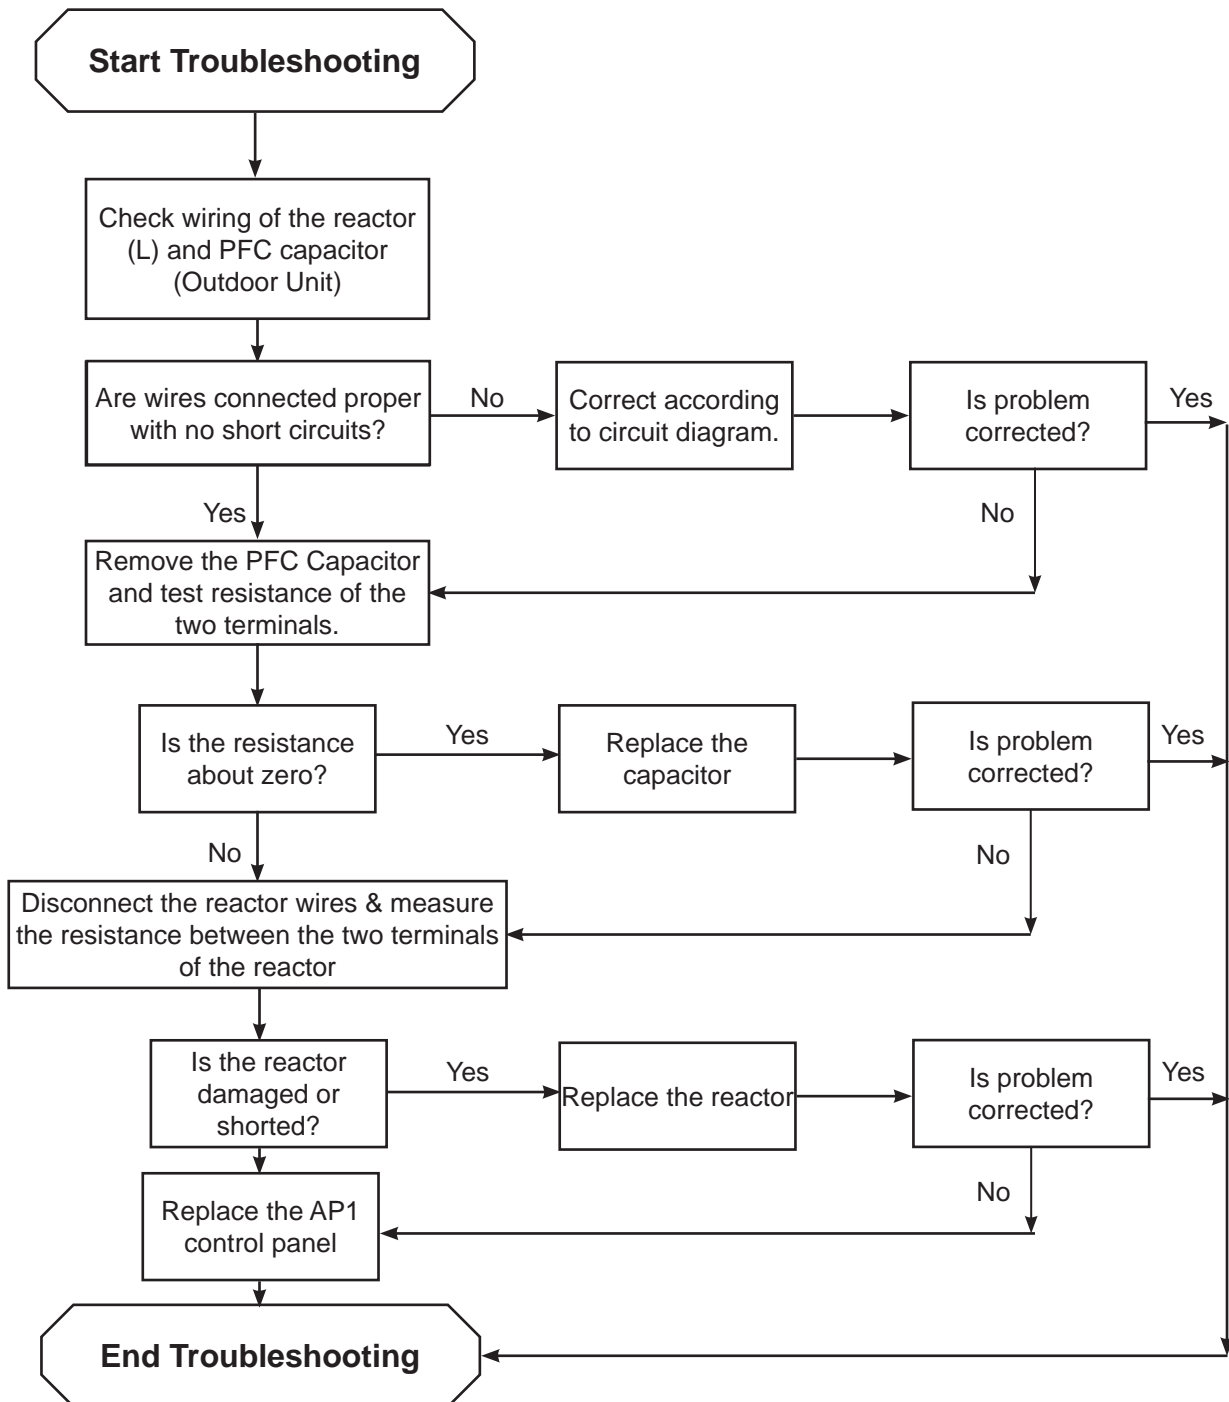 Start Troubleshooting
Check wiring of the reactor
(L) and PFC capacitor
(Outdoor Unit)
Are wires connected proper
with no short circuits?
No
Correct according
to circuit diagram.
Is problem
corrected?
Yes
Yes
No
Remove the PFC Capacitor
and test resistance of the
two terminals.
Is the resistance
about zero?
Yes
Replace the
capacitor
Is problem
corrected?
Yes
No
No
Disconnect the reactor wires & measure
the resistance between the two terminals
of the reactor
Is the reactor
damaged or
shorted?
Yes
Replace the reactor
Is problem
corrected?
Yes
No
Replace the AP1
control panel
End Troubleshooting